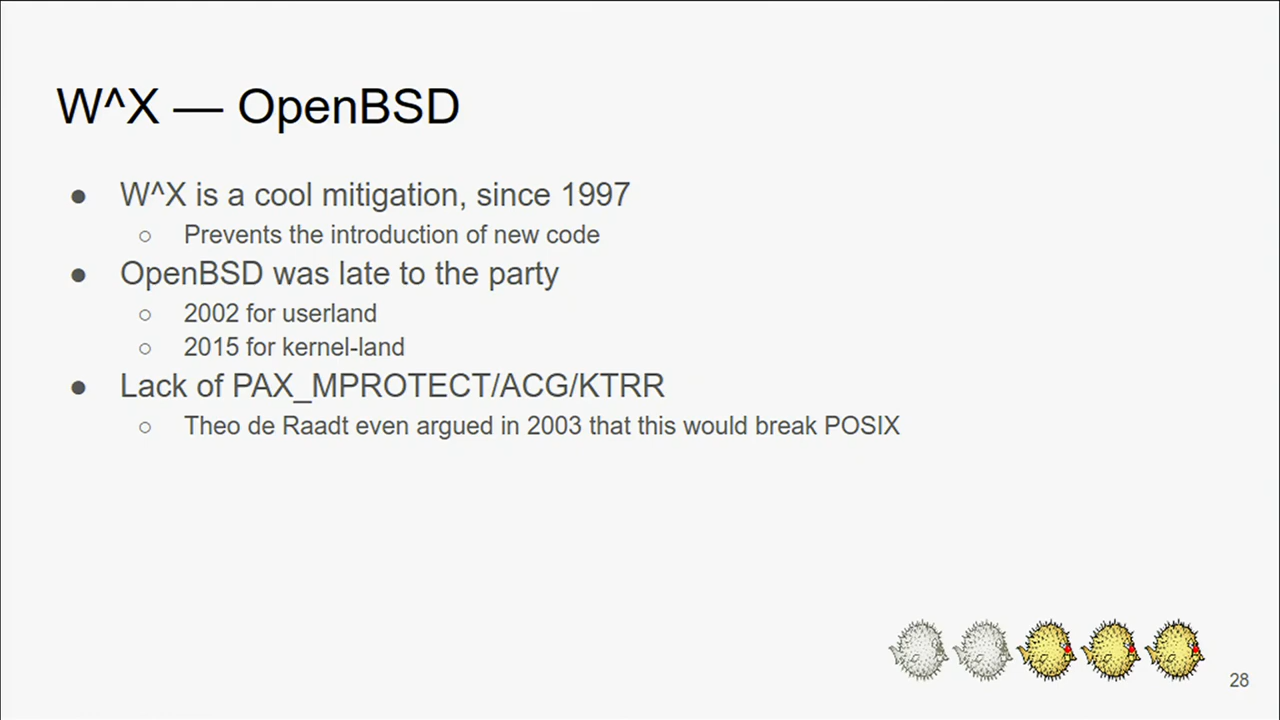 W^X — OpenBSD
● W^X is a cool mitigation, since 1997
○ Prevents the introduction of new code
● OpenBSD was late to the party
○ 2002 for userland
○ 2015 for kernel-land
● Lack of PAX_MPROTECT/ACG/KTRR
○ Theo de Raadt even argued in 2003 that this would break POSIX
28